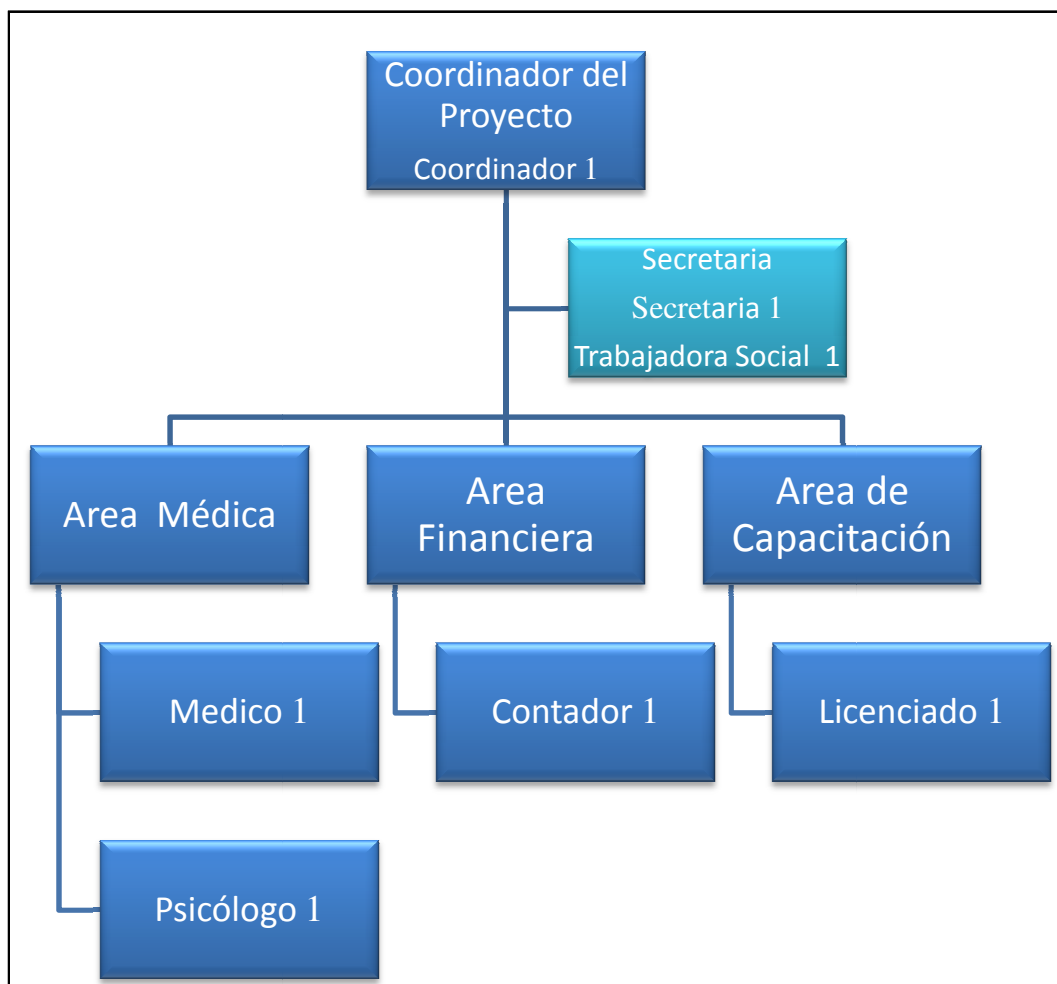 Coordinador del
Proyecto
Coordinador 1
Secretaria
Secretaria 1
Trabajadora Social 1
Area Médica
Area
Financiera
Area de
Capacitación
Medico 1
Contador 1
Licenciado 1
Psicólogo 1